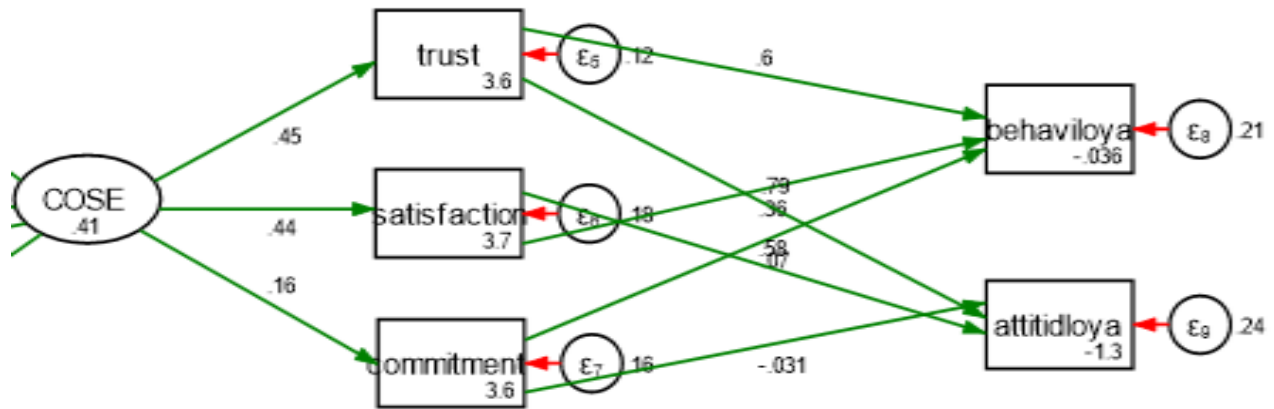 trust
3.6
ε5
.12
.6
.45
behaviloya
-.036
ε8
.21
COSE
.41
.44
satisfaction
3.7
ε6
.18
.36
.58
.07
.16
commitment
3.6
ε7
.16
-.031
attitidloya
-1.3
ε9
.24